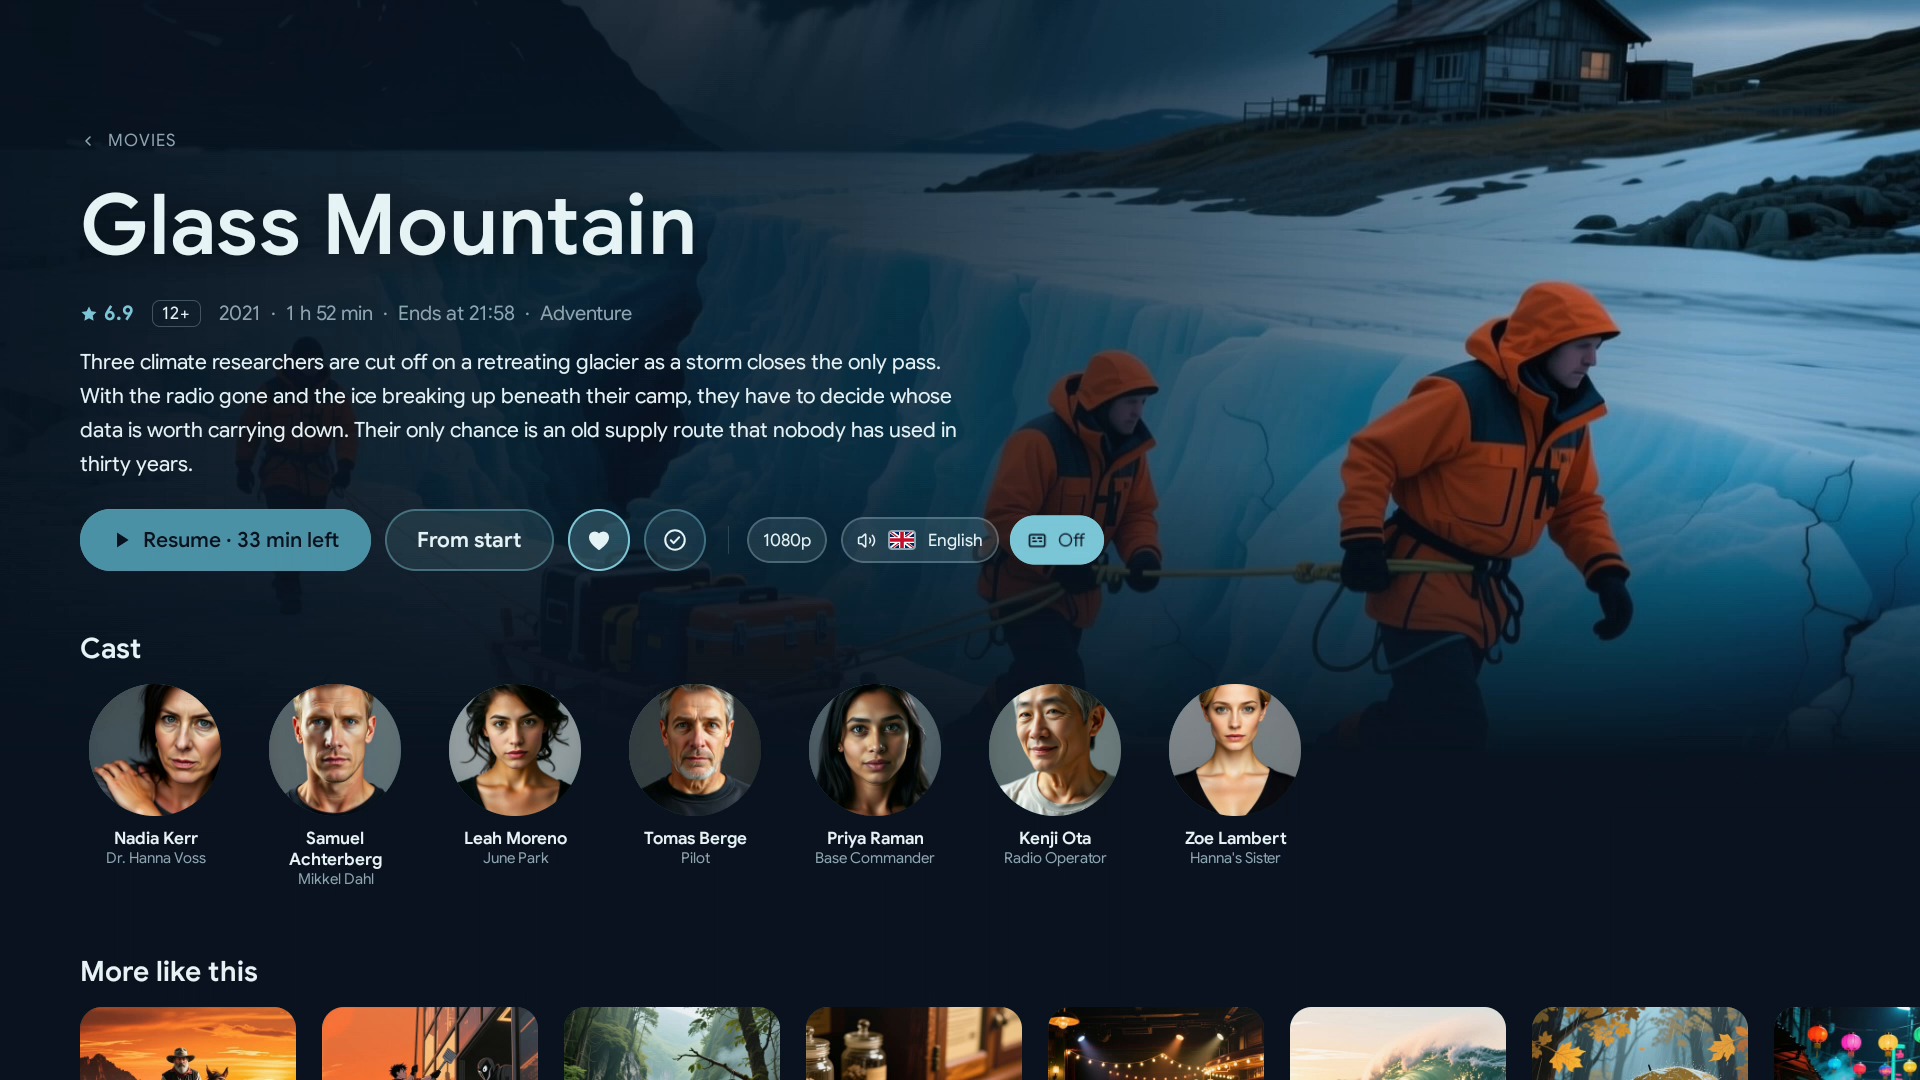 MOVIES
Glass Mountain
6.9 12+ 2021 · 1 h 52 min · Ends at 21:58 · Adventure
Three climate researchers are cut off on a retreating glacier as a storm closes the only pass.
With the radio gone and the ice breaking up beneath their camp, they have to decide whose
data is worth carrying down. Their only chance is an old supply route that nobody has used in
thirty years.
Resume · 33 min left From start 1080p English Off
Cast
Nadia Kerr
Dr. Hanna Voss
Samuel
Achterberg
Mikkel Dahl
Leah Moreno
June Park
Tomas Berge
Pilot
Priya Raman
Base Commander
Kenji Ota
Radio Operator
Zoe Lambert
Hanna's Sister
More like this